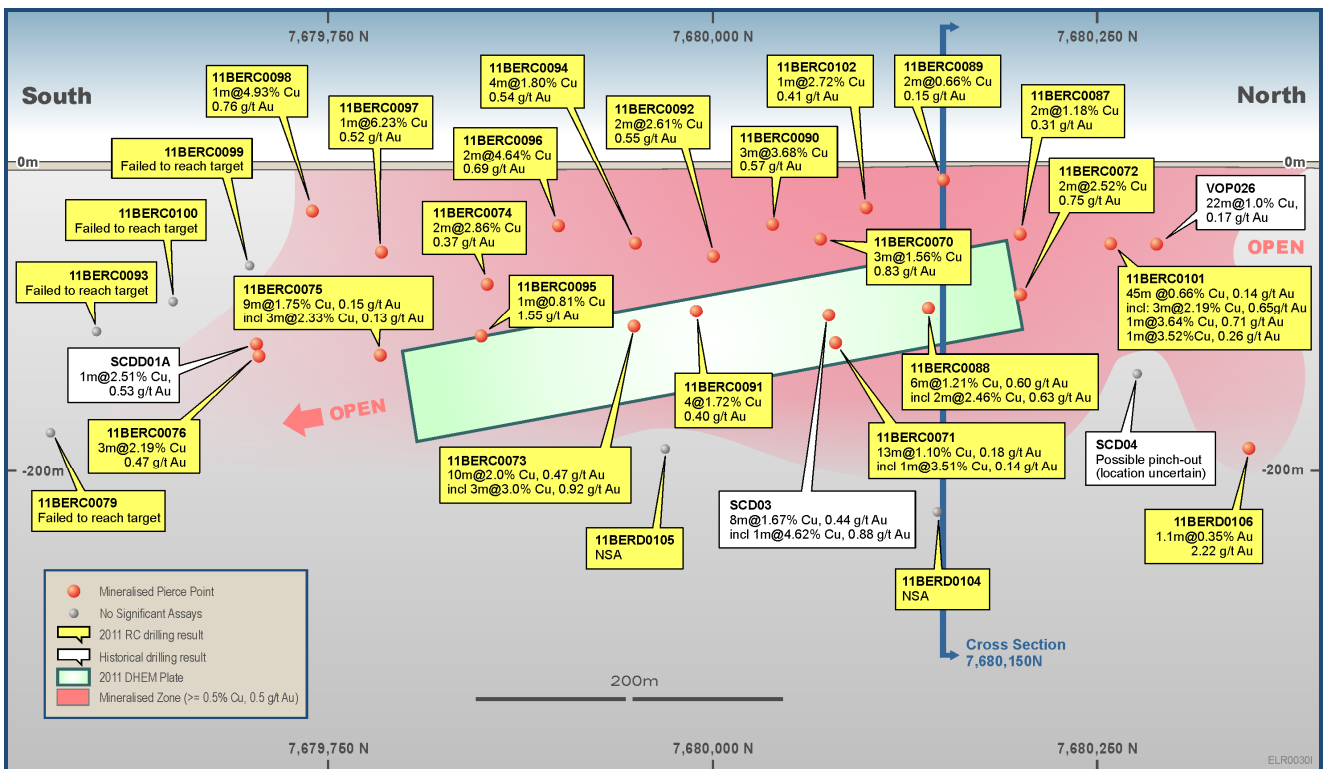 7,679,750 N
7,680,000 N
7,680,250 N
South
North
0m
0m
11BERC0098
1m@4.93% Cu
0.76 g/t Au
11BERC0097
1m@6.23% Cu
0.52 g/t Au
11BERC0094
4m@1.80% Cu
0.54 g/t Au
11BERC0096
2m@4.64% Cu
0.69 g/t Au
11BERC0092
2m@2.61% Cu
0.55 g/t Au
11BERC0102
1m@2.72% Cu
0.41 g/t Au
11BERC0090
3m@3.68% Cu
0.57 g/t Au
11BERC0089
2m@0.66% Cu
0.15 g/t Au
11BERC0087
2m@1.18% Cu
0.31 g/t Au
11BERC0072
2m@2.52% Cu
0.75 g/t Au
VOP026
22m@1.0% Cu,
0.17 g/t Au
OPEN
11BERC0099
Failed to reach target
11BERC0100
Failed to reach target
11BERC0093
Failed to reach target
11BERC0074
2m@2.86% Cu
0.37 g/t Au
11BERC0070
3m@1.56% Cu
0.83 g/t Au
11BERC0075
9m@1.75% Cu, 0.15 g/t Au
incl 3m@2.33% Cu, 0.13 g/t Au
11BERC0095
1m@0.81% Cu
1.55 g/t Au
11BERC0101
45m @0.66% Cu, 0.14 g/t Au
incl: 3m@2.19% Cu, 0.65g/t Au
1m@3.64% Cu, 0.71 g/t Au
1m@3.52%Cu, 0.26 g/t Au
SCDD01A
1m@2.51% Cu,
0.53 g/t Au
11BERC0091
4@1.72% Cu
0.40 g/t Au
11BERC0088
6m@1.21% Cu, 0.60 g/t Au
incl 2m@2.46% Cu, 0.63 g/t Au
OPEN
11BERC0076
3m@2.19% Cu
0.47 g/t Au
11BERC0073
10m@2.0% Cu, 0.47 g/t Au
incl 3m@3.0% Cu, 0.92 g/t Au
11BERC0071
13m@1.10% Cu, 0.18 g/t Au
incl 1m@3.51% Cu, 0.14 g/t Au
SCD04
Possible pinch-out
(location uncertain)
-200m
-200m
11BERC0079
Failed to reach target
SCD03
8m@1.67% Cu, 0.44 g/t Au
incl 1m@4.62% Cu, 0.88 g/t Au
11BERD0105
NSA
11BERD0106
1.1m@0.35% Au
2.22 g/t Au
11BERD0104
NSA
Mineralised Pierce Point
No Significant Assays
2011 RC drilling result
Historical drilling result
2011 DHEM Plate
Mineralised Zone (>= 0.5% Cu, 0.5 g/t Au)
Cross Section
7,680,150N
200m
7,679,750 N
7,680,000 N
7,680,250 N
ELR0030I